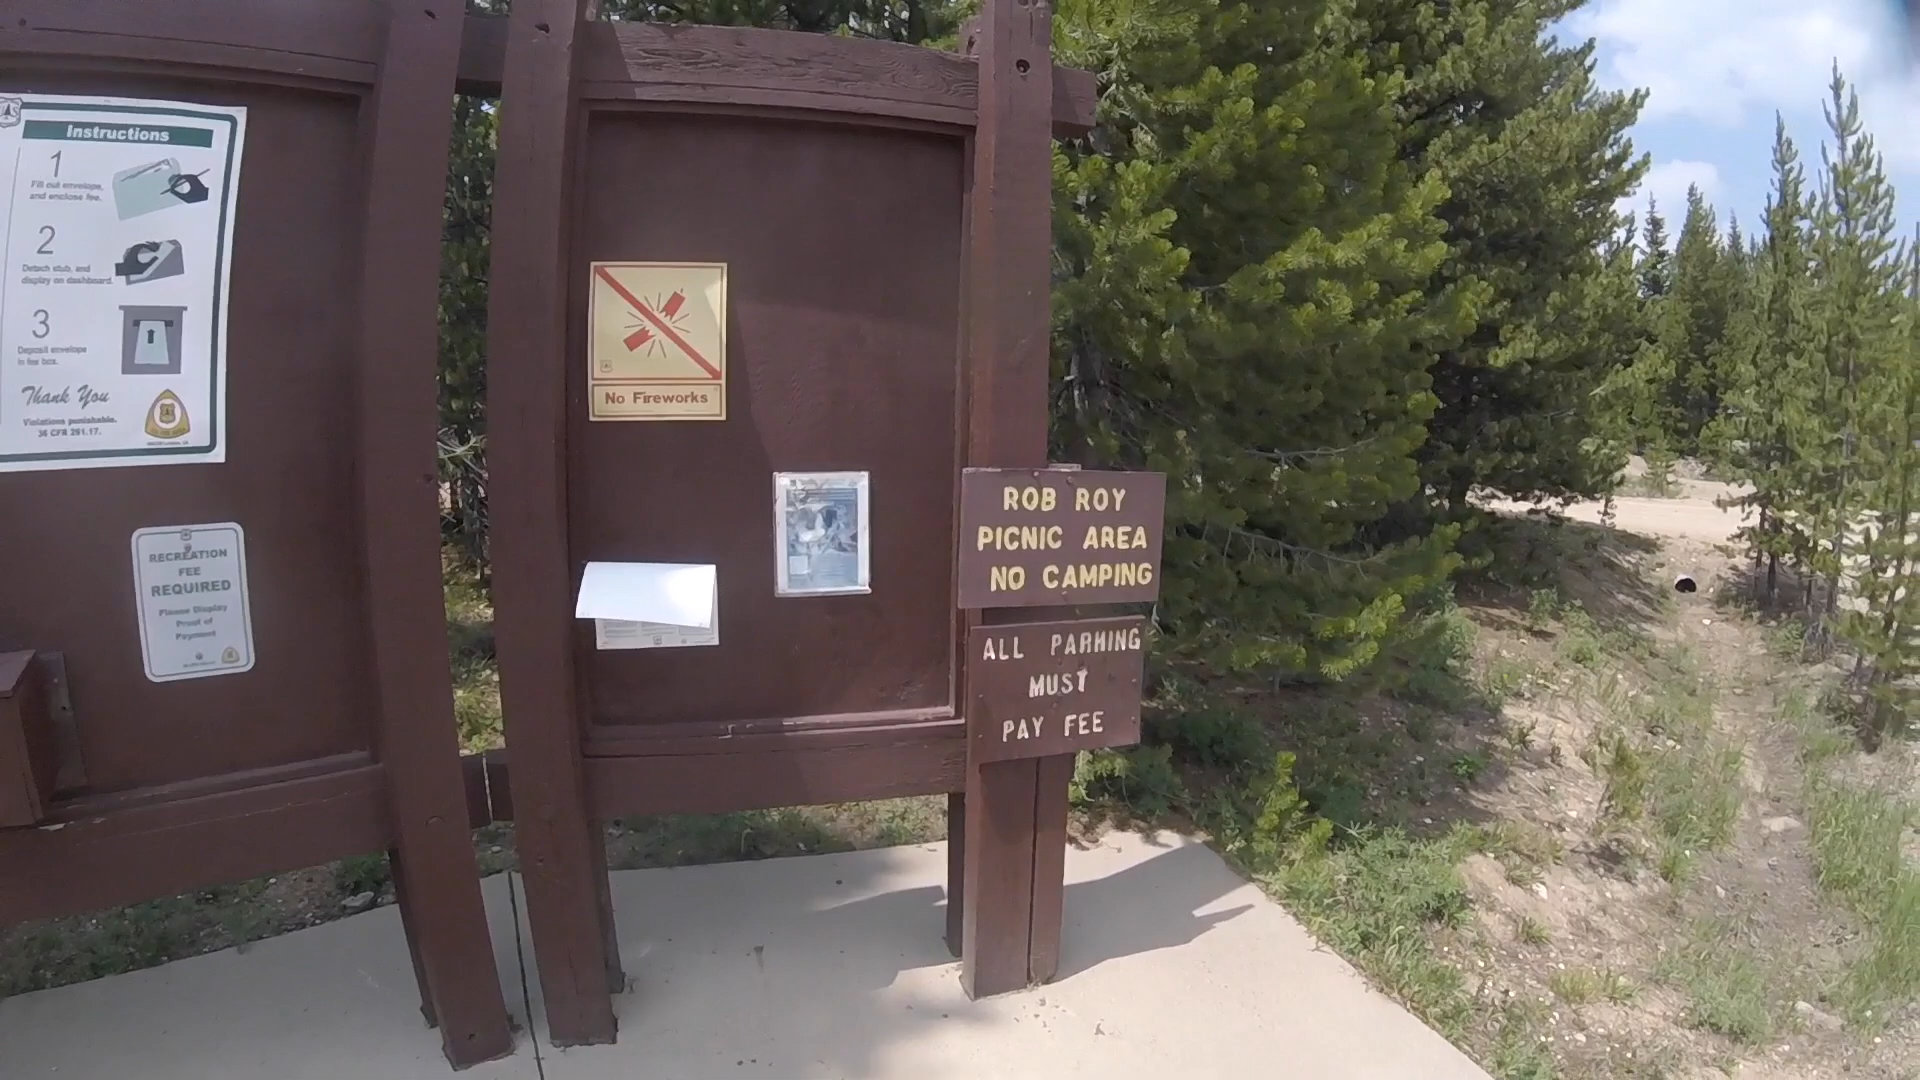 Instructions
1
Fill out envelope,
and enclose fee.
2
Detach stub, and
display on dashboard.
3
Deposit envelope
in fee box.
Thank You
Violations punishable.
36 CFR 261.17.
RECREATION
FEE
REQUIRED
Please Display
Proof of
Payment
No Fireworks
ROB ROY
PICNIC AREA
NO CAMPING
ALL PARKING
MUST
PAY FEE